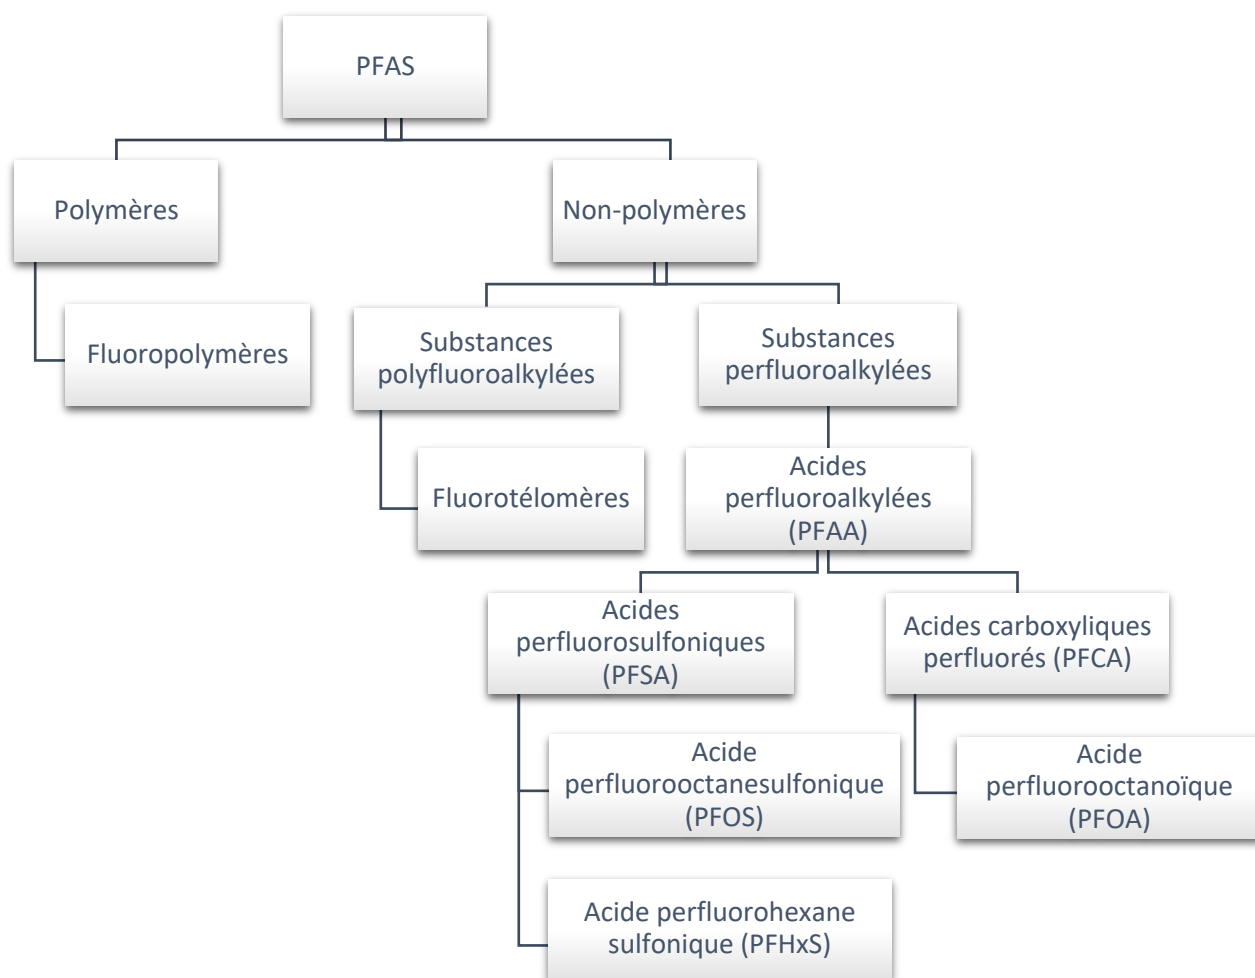 PFAS
Polymères
Non-polymères
Fluoropolymères
Substances
polyfluoroalkylées
Substances
perfluoroalkylées
Fluorotélomères
Acides
perfluoroalkylées
(PFAA)
Acides
perfluorosulfoniques
(PFSA)
Acides carboxyliques
perfluorés (PFCA)
Acide
perfluorooctanesulfonique
(PFOS)
Acide
perfluorooctanoïque
(PFOA)
Acide perfluorohexane
sulfonique (PFHxS)